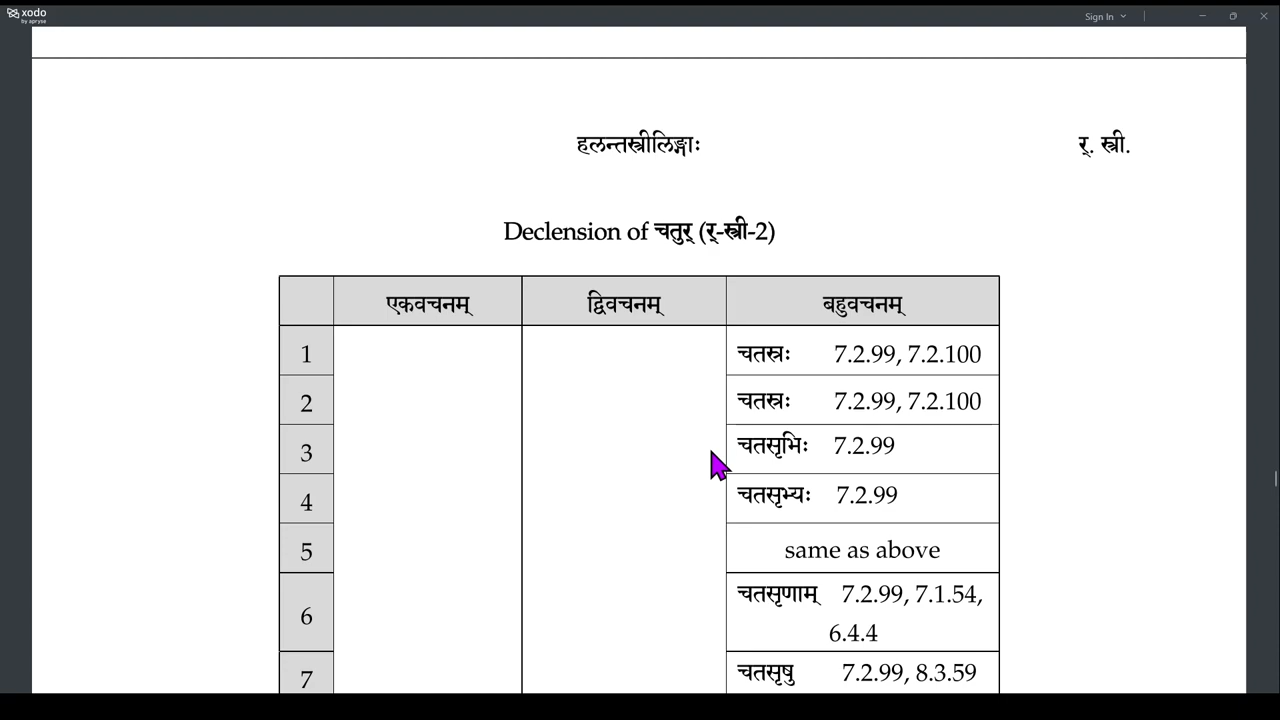 xodo
by apryse
Sign In
हलन्तस्त्रीलिङ्गाः र्. स्त्री.
Declension of चतुर् (र्-स्त्री-2)
एकवचनम् द्विवचनम् बहुवचनम्
1 चतस्रः 7.2.99, 7.2.100
2 चतस्रः 7.2.99, 7.2.100
3 चतसृभिः 7.2.99
4 चतसृभ्यः 7.2.99
5 same as above
6 चतसृणाम् 7.2.99, 7.1.54,
6.4.4
7 चतसृषु 7.2.99, 8.3.59